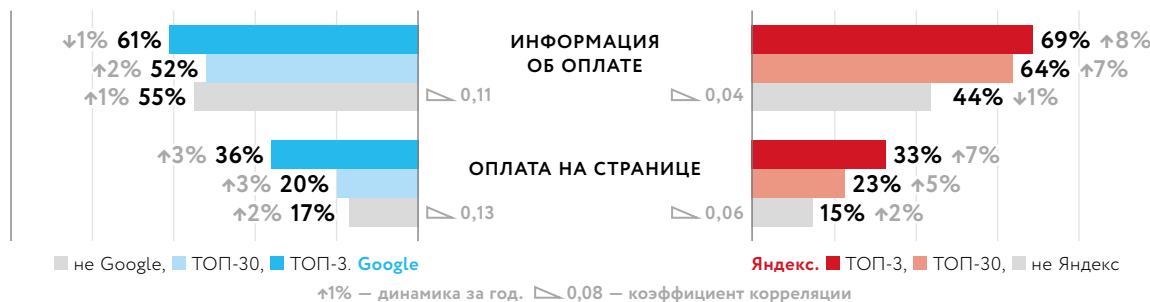 ↓1% 61%
↑2% 52%
↑1% 55%
0,11
ИНФОРМАЦИЯ
ОБ ОПЛАТЕ
69% ↑8%
64% ↑7%
0,04
44% ↓1%
↑3% 36%
↑3% 20%
↑2% 17%
0,13
ОПЛАТА НА СТРАНИЦЕ
33% ↑7%
23% ↑5%
0,06
15% ↑2%
не Google, ТОП-30, ТОП-3. Google
Яндекс. ТОП-3, ТОП-30, не Яндекс
↑1% — динамика за год. 0,08 — коэффициент корреляции